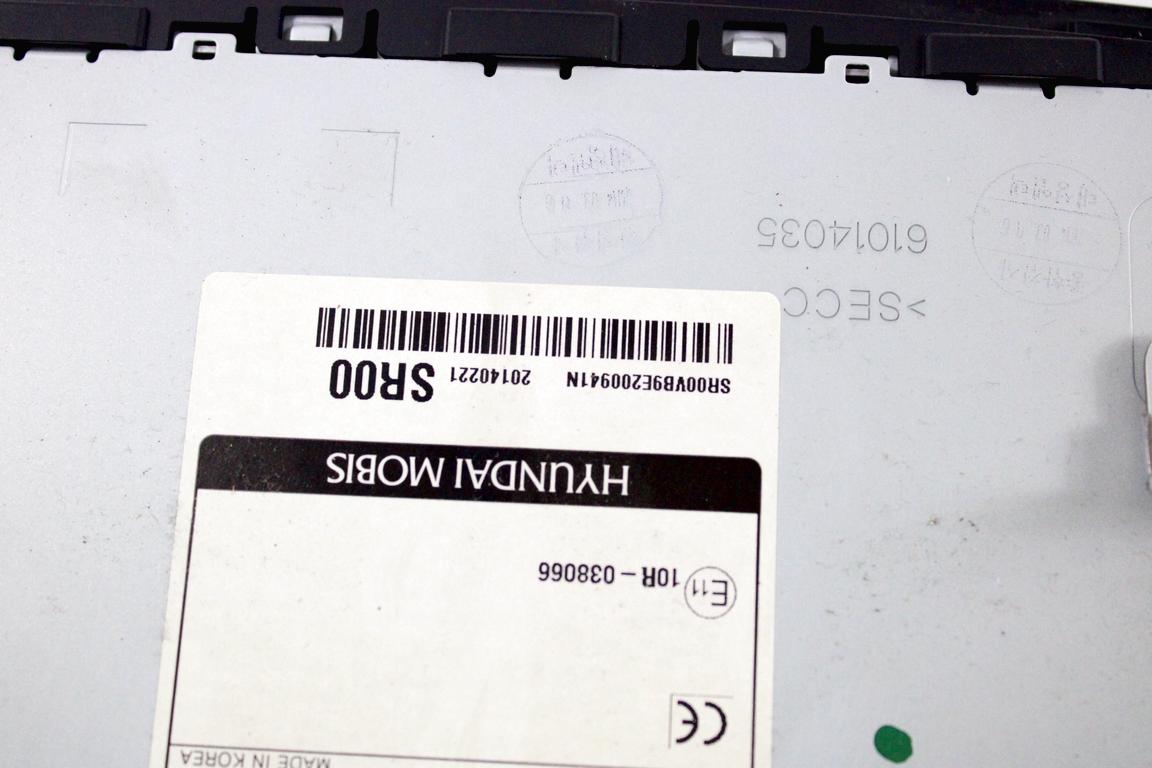 MADE IN KOREA
CE
E11 10R-038066
HYUNDAI MOBIS
SR00VB9E200941N 20140221 SR00
>SECC
61014035